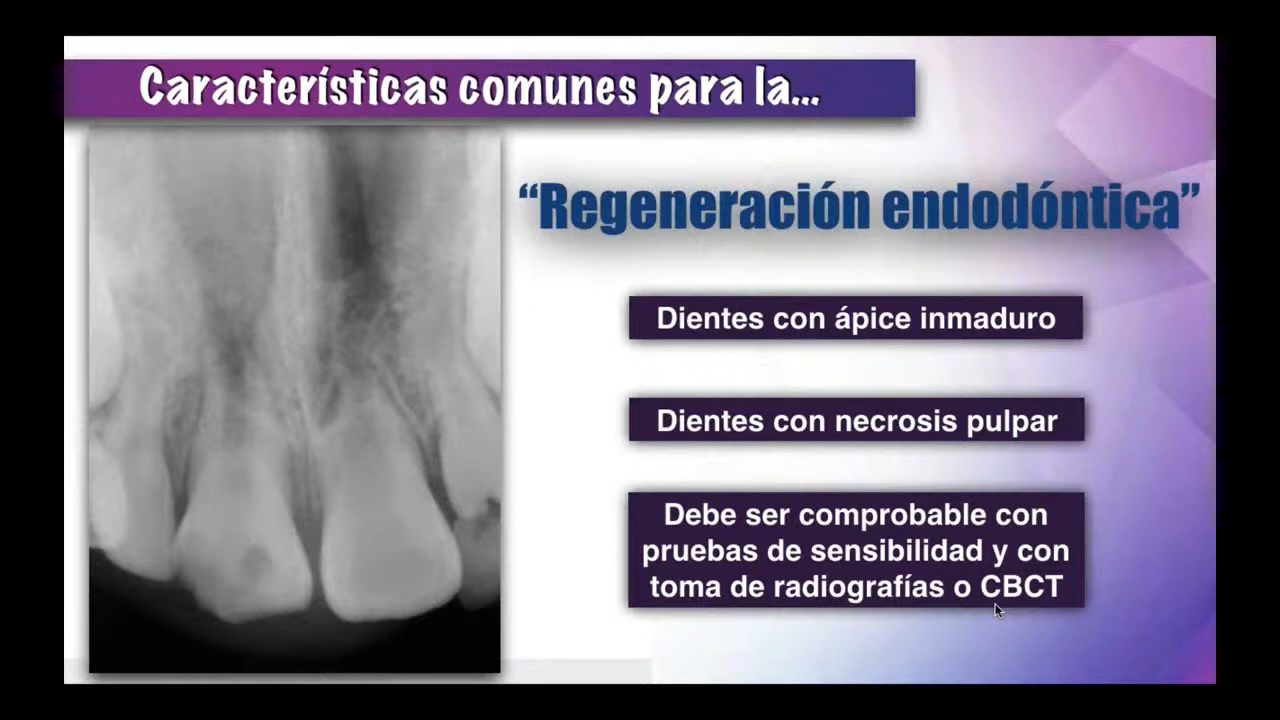 Características comunes para la...
“Regeneración endodóntica”
Dientes con ápice inmaduro
Dientes con necrosis pulpar
Debe ser comprobable con
pruebas de sensibilidad y con
toma de radiografías o CBCT